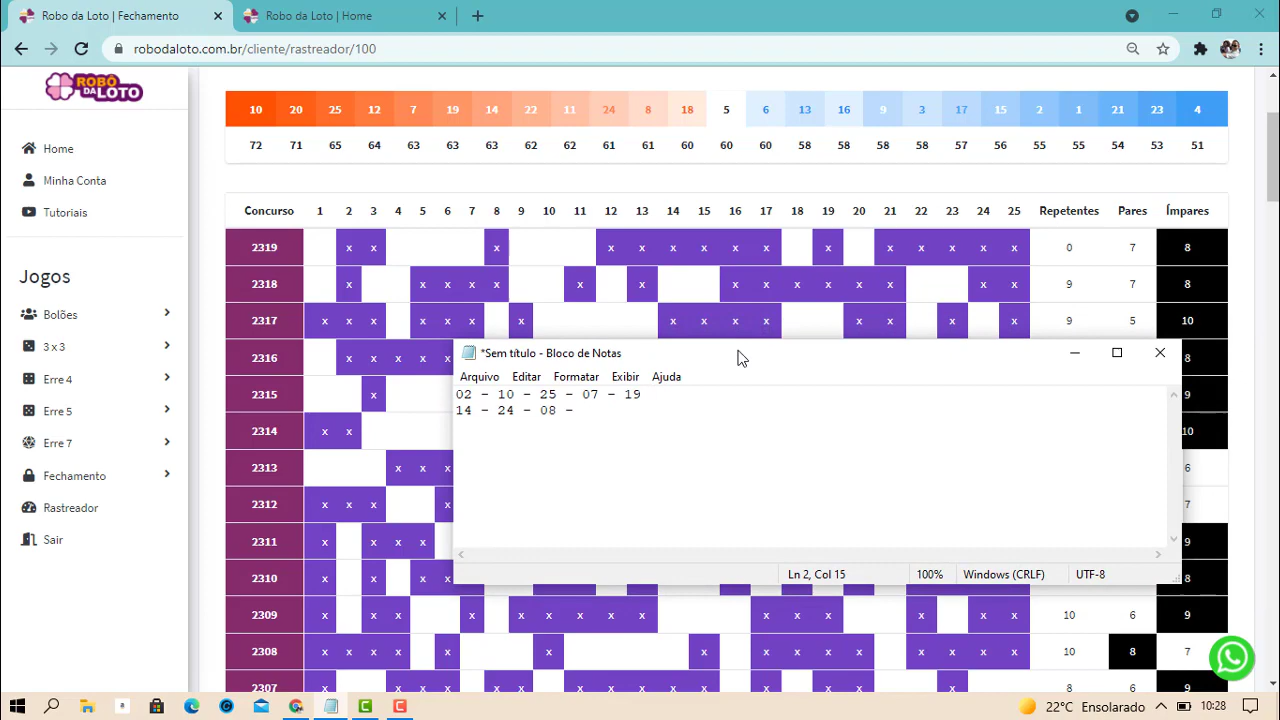 Robo da Loto | Fechamento
Robo da Loto | Home
robodaloto.com.br/cliente/rastreador/100
ROBÔ DA LOTO
Home
Minha Conta
Tutoriais
Jogos
Bolões
3 x 3
Erre 4
Erre 5
Erre 7
Fechamento
Rastreador
Sair
10 20 25 12 7 19 14 22 11 24 8 18 5 6 13 16 9 3 17 15 2 1 21 23 4
72 71 65 64 63 63 63 62 62 61 61 60 60 60 58 58 58 58 57 56 55 55 54 53 51
Concurso 1 2 3 4 5 6 7 8 9 10 11 12 13 14 15 16 17 18 19 20 21 22 23 24 25 Repetentes Pares Ímpares
2319 x x x x x x x x x x x x x x x 0 7 8
2318 x x x x x x x x x x x x x x x 9 7 8
2317 x x x x x x x x x x x x x x x 9 5 10
2316 x x x x x 8
2315 x 9
2314 x x 10
2313 x x x 6
2312 x x x x 7
2311 x x x x 9
2310 x x x x 8
2309 x x x x x x x x x x x x x x x 10 6 9
2308 x x x x x x x x x x x x x x x 10 8 7
2307 x x x x x x x x x x x x x x x 8 6 9
*Sem título - Bloco de Notas
Arquivo Editar Formatar Exibir Ajuda
02 - 10 - 25 - 07 - 19
14 - 24 - 08 -
Ln 2, Col 15 100% Windows (CRLF) UTF-8
22°C Ensolarado 10:28